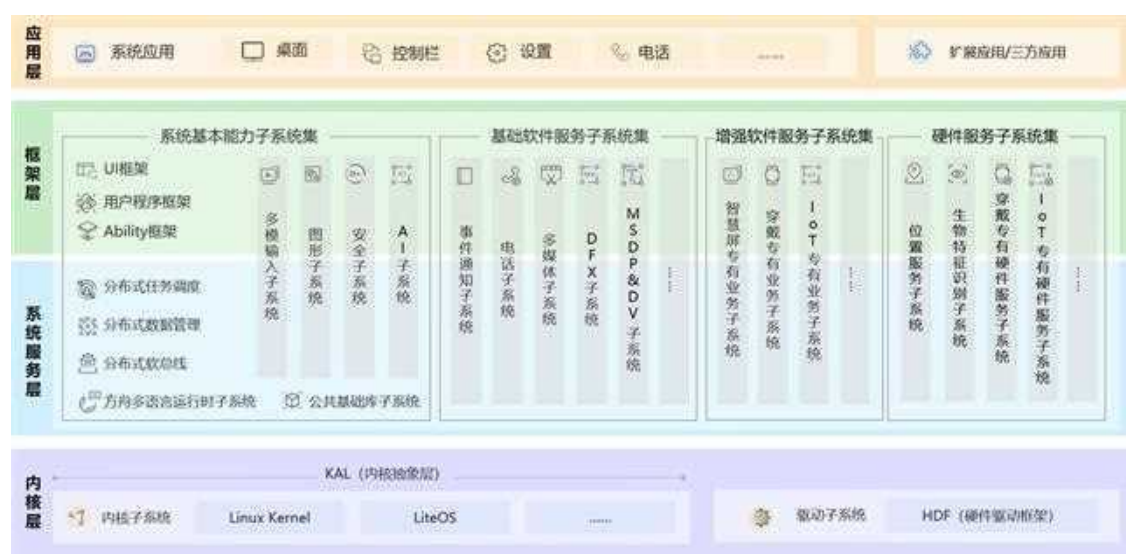 应用层
系统应用
桌面
控制栏
设置
电话
......
扩展应用/三方应用
框架层
系统服务层
系统基本能力子系统集
UI框架
用户程序框架
Ability框架
分布式任务调度
分布式数据管理
分布式软总线
方舟多语言运行时子系统
公共基础库子系统
多模输入子系统
图形子系统
安全子系统
AI子系统
基础软件服务子系统集
事件通知子系统
电话子系统
多媒体子系统
DFX子系统
MSDP&DV子系统
......
增强软件服务子系统集
智慧屏专有业务子系统
穿戴专有业务子系统
IoT专有业务子系统
......
硬件服务子系统集
位置服务子系统
生物特征识别子系统
穿戴专有硬件服务子系统
IoT专有硬件服务子系统
......
内核层
KAL（内核抽象层）
内核子系统
Linux Kernel
LiteOS
......
驱动子系统
HDF（硬件驱动框架）